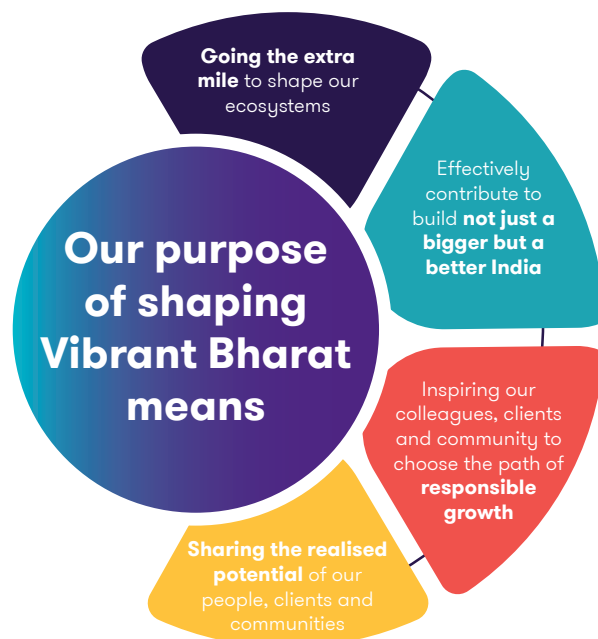 Going the extra
mile to shape our
ecosystems
Effectively
contribute to
build not just a
bigger but a
better India
Our purpose
of shaping
Vibrant Bharat
means
Inspiring our
colleagues, clients
and community to
choose the path of
responsible
growth
Sharing the realised
potential of our
people, clients and
communities